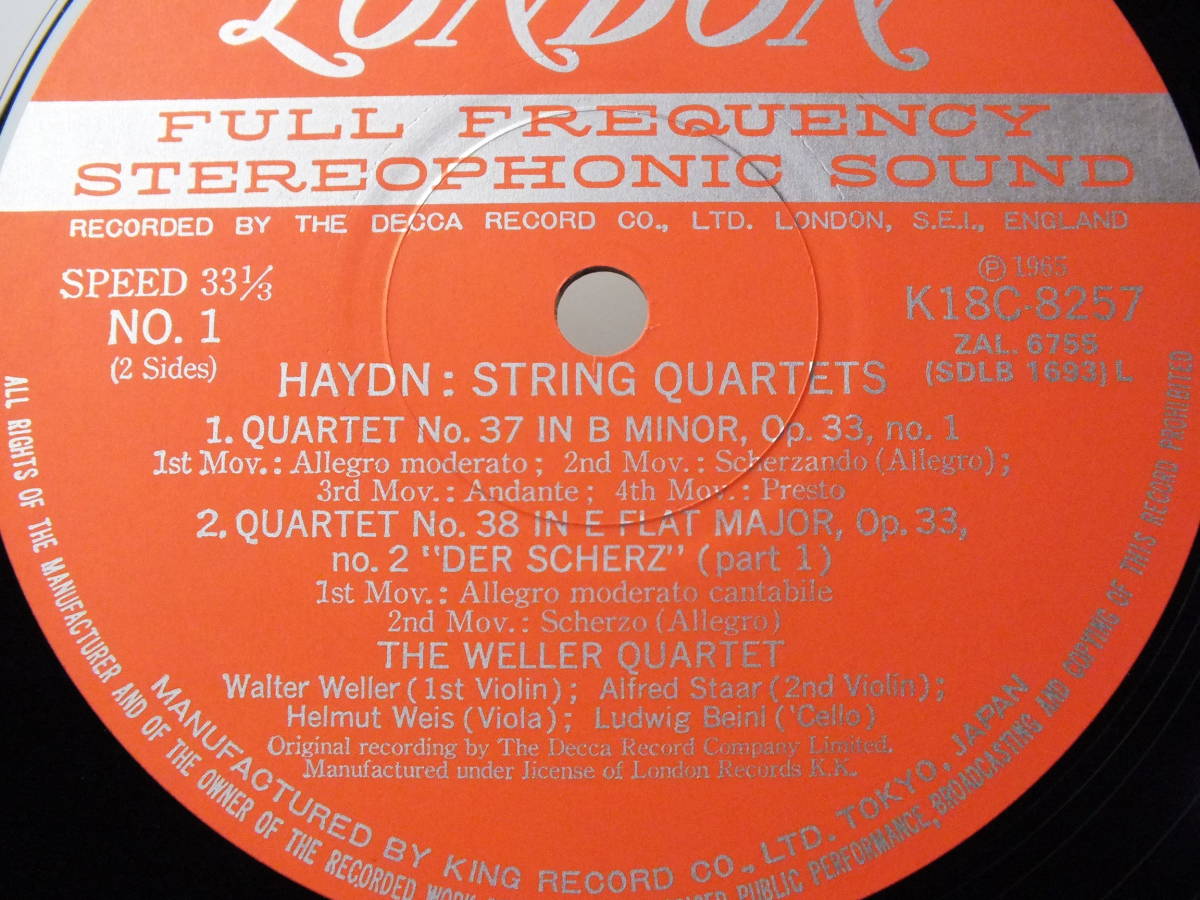 LONDON
FULL FREQUENCY
STEREOPHONIC SOUND
RECORDED BY THE DECCA RECORD CO., LTD. LONDON, S.E.I., ENGLAND
SPEED 33⅓
NO. 1
(2 Sides)
Ⓟ 1965
K18C-8257
ZAL. 6755
(SDLB 1693) L
HAYDN : STRING QUARTETS
1. QUARTET No. 37 IN B MINOR, Op. 33, no. 1
1st Mov. : Allegro moderato ; 2nd Mov. : Scherzando (Allegro) ;
3rd Mov. : Andante ; 4th Mov. : Presto
2. QUARTET No. 38 IN E FLAT MAJOR, Op. 33,
no. 2 "DER SCHERZ" (part 1)
1st Mov. : Allegro moderato cantabile
2nd Mov. : Scherzo (Allegro)
THE WELLER QUARTET
Walter Weller (1st Violin) ; Alfred Staar (2nd Violin) ;
Helmut Weis (Viola) ; Ludwig Beinl ('Cello)
Original recording by The Decca Record Company Limited.
Manufactured under license of London Records K.K.
MANUFACTURED BY KING RECORD CO., LTD. TOKYO, JAPAN
ALL RIGHTS OF THE MANUFACTURER AND OF THE OWNER OF THE RECORDED WORK PUBLIC PERFORMANCE, BROADCASTING AND COPYING OF THIS RECORD PROHIBITED